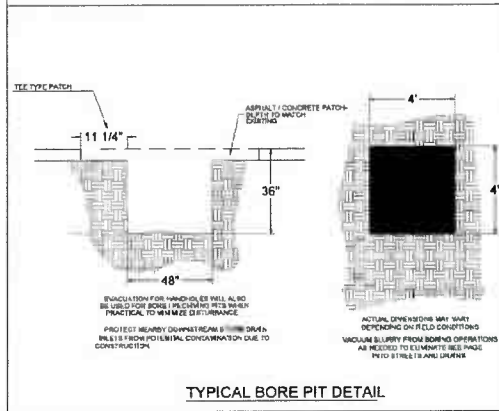 TEE TYPE PATCH
11 1/4"
ASPHALT / CONCRETE PATCH-
DEPTH TO MATCH
EXISTING
36"
48"
4'
4'
EVACUATION FOR HANDHOLES WILL ALSO
BE USED FOR BORE / RECEIVING PITS WHEN
PRACTICAL TO MINIMIZE DISTURBANCE
PROTECT NEARBY DOWNSTREAM STORM DRAIN
INLETS FROM POTENTIAL CONTAMINATION DUE TO
CONSTRUCTION.
ACTUAL DIMENSIONS MAY VARY
DEPENDING ON FIELD CONDITIONS
VACUUM SLURRY FROM BORING OPERATIONS
AS NEEDED TO ELIMINATE SEEPAGE
INTO STREETS AND DRAINS
TYPICAL BORE PIT DETAIL